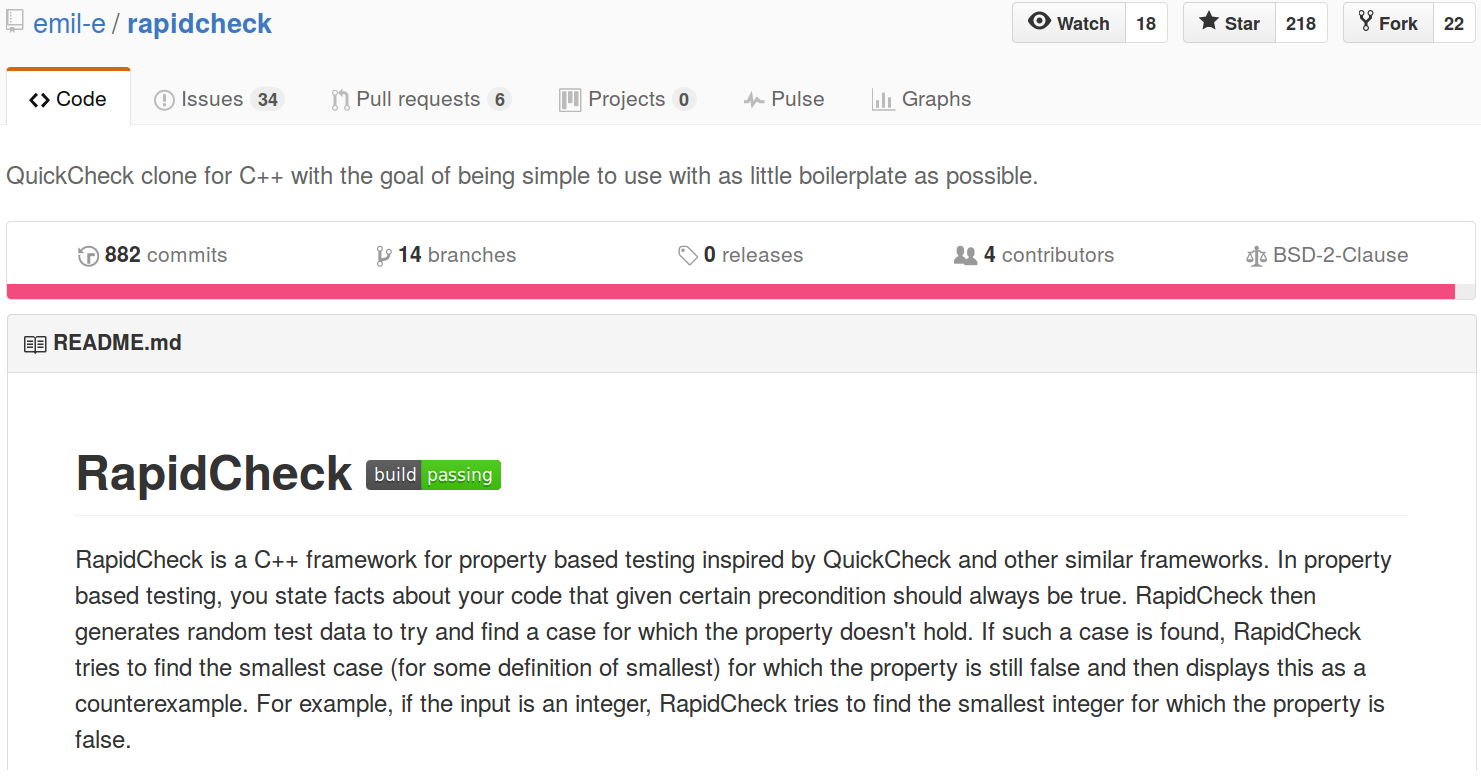 emil-e / rapidcheck
Watch 18 Star 218 Fork 22
Code Issues 34 Pull requests 6 Projects 0 Pulse Graphs
QuickCheck clone for C++ with the goal of being simple to use with as little boilerplate as possible.
882 commits 14 branches 0 releases 4 contributors BSD-2-Clause
README.md
RapidCheck build passing
RapidCheck is a C++ framework for property based testing inspired by QuickCheck and other similar frameworks. In property
based testing, you state facts about your code that given certain precondition should always be true. RapidCheck then
generates random test data to try and find a case for which the property doesn't hold. If such a case is found, RapidCheck
tries to find the smallest case (for some definition of smallest) for which the property is still false and then displays this as a
counterexample. For example, if the input is an integer, RapidCheck tries to find the smallest integer for which the property is
false.